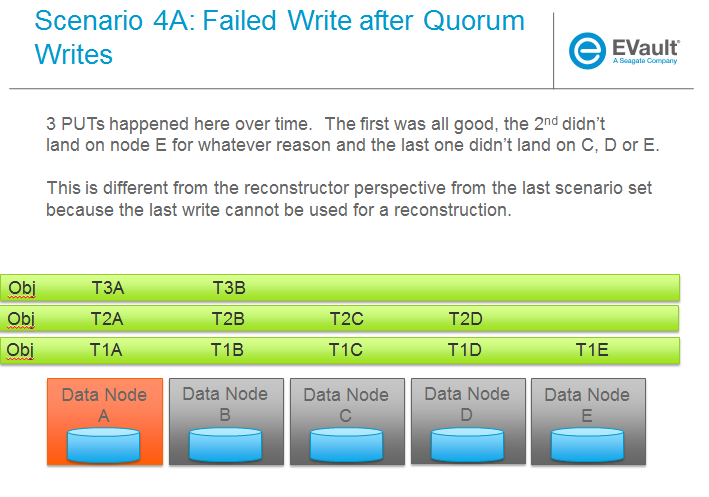 Scenario 4A: Failed Write after Quorum
Writes
EVault®
A Seagate Company
3 PUTs happened here over time. The first was all good, the 2nd didn't
land on node E for whatever reason and the last one didn't land on C, D or E.
This is different from the reconstructor perspective from the last scenario set
because the last write cannot be used for a reconstruction.
Obj T3A T3B
Obj T2A T2B T2C T2D
Obj T1A T1B T1C T1D T1E
Data Node Data Node Data Node Data Node Data Node
A B C D E